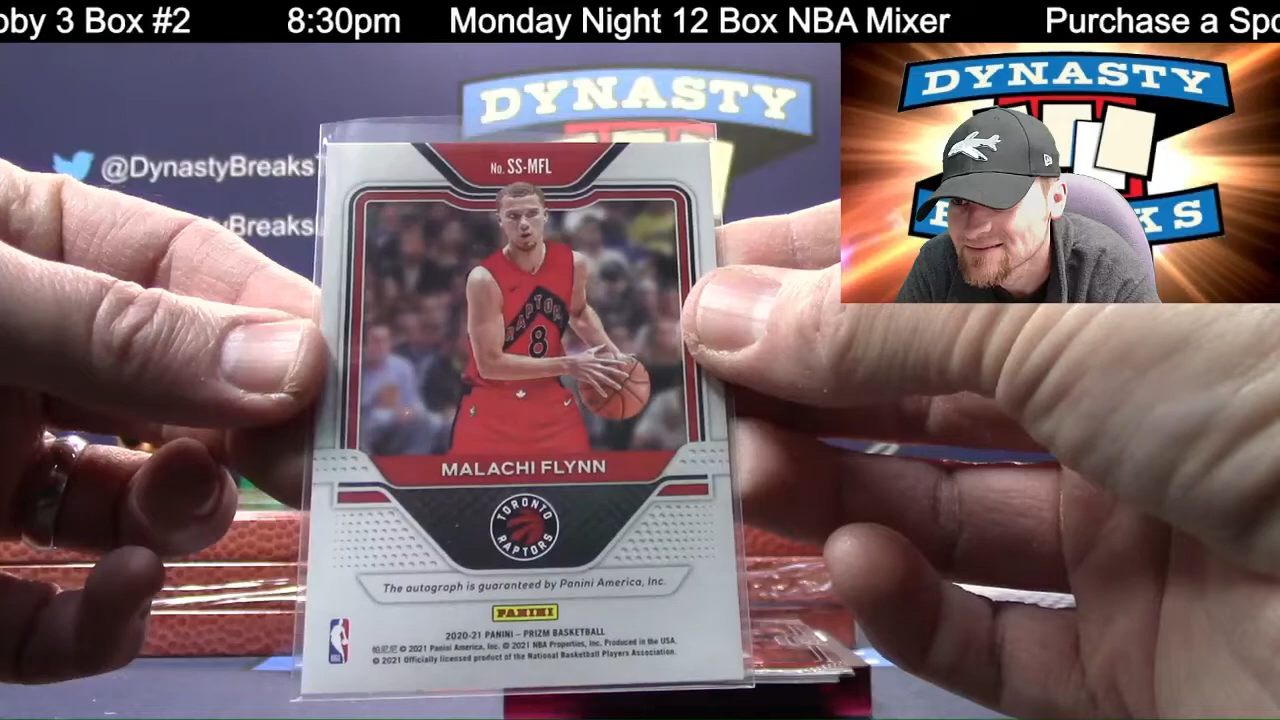 bby 3 Box #2 8:30pm Monday Night 12 Box NBA Mixer Purchase a Spo
DYNASTY
@DynastyBreaks
DYNASTY
No. SS-MFL
RAPTORS
8
MALACHI FLYNN
TORONTO
RAPTORS
The autograph is guaranteed by Panini America, Inc.
PANINI
2020-21 PANINI – PRIZM BASKETBALL
帕尼尼 © 2021 Panini America, Inc. © 2021 NBA Properties, Inc. Produced in the USA.
© 2021 Officially licensed product of the National Basketball Players Association.